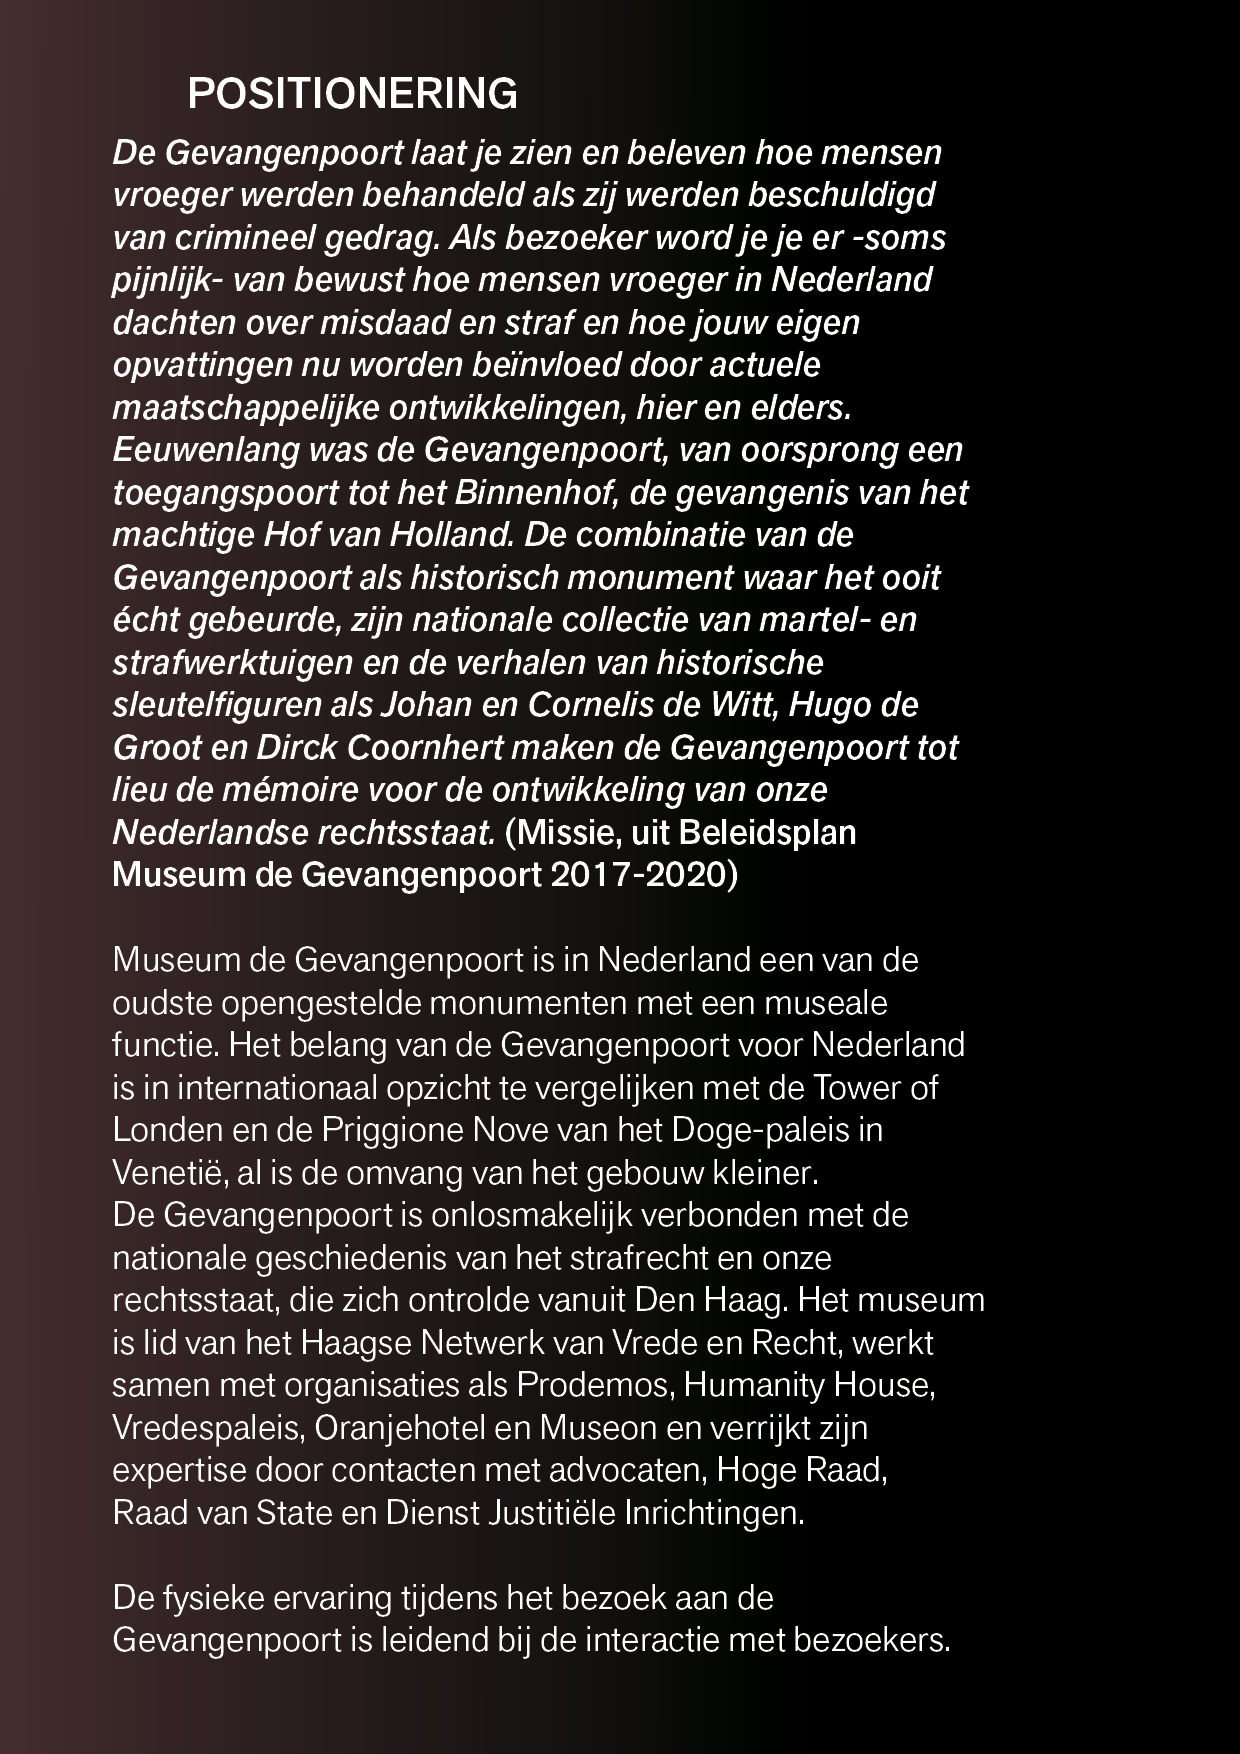 POSITIONERING
De Gevangenpoort laat je zien en beleven hoe mensen
vroeger werden behandeld als zij werden beschuldigd
van crimineel gedrag. Als bezoeker word je je er -soms
pijnlijk- van bewust hoe mensen vroeger in Nederland
dachten over misdaad en straf en hoe jouw eigen
opvattingen nu worden beïnvloed door actuele
maatschappelijke ontwikkelingen, hier en elders.
Eeuwenlang was de Gevangenpoort, van oorsprong een
toegangspoort tot het Binnenhof, de gevangenis van het
machtige Hof van Holland. De combinatie van de
Gevangenpoort als historisch monument waar het ooit
écht gebeurde, zijn nationale collectie van martel- en
strafwerktuigen en de verhalen van historische
sleutelfiguren als Johan en Cornelis de Witt, Hugo de
Groot en Dirck Coornhert maken de Gevangenpoort tot
lieu de mémoire voor de ontwikkeling van onze
Nederlandse rechtsstaat. (Missie, uit Beleidsplan
Museum de Gevangenpoort 2017-2020)
Museum de Gevangenpoort is in Nederland een van de
oudste opengestelde monumenten met een museale
functie. Het belang van de Gevangenpoort voor Nederland
is in internationaal opzicht te vergelijken met de Tower of
Londen en de Priggione Nove van het Doge-paleis in
Venetië, al is de omvang van het gebouw kleiner.
De Gevangenpoort is onlosmakelijk verbonden met de
nationale geschiedenis van het strafrecht en onze
rechtsstaat, die zich ontrolde vanuit Den Haag. Het museum
is lid van het Haagse Netwerk van Vrede en Recht, werkt
samen met organisaties als Prodemos, Humanity House,
Vredespaleis, Oranjehotel en Museon en verrijkt zijn
expertise door contacten met advocaten, Hoge Raad,
Raad van State en Dienst Justitiële Inrichtingen.
De fysieke ervaring tijdens het bezoek aan de
Gevangenpoort is leidend bij de interactie met bezoekers.